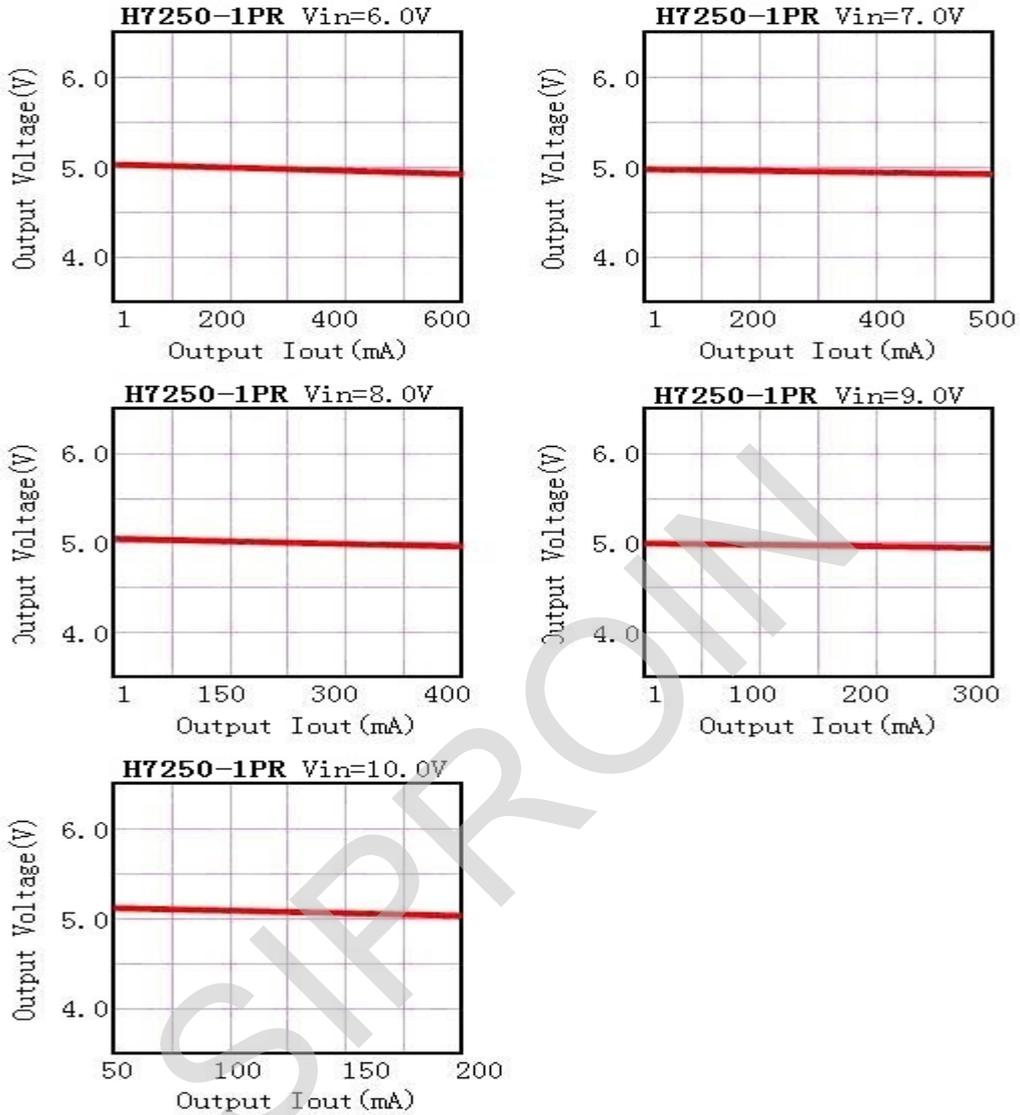 H7250-1PR Vin=6.0V
Output Voltage(V)
6.0
5.0
4.0
1 200 400 600
Output Iout(mA)
H7250-1PR Vin=7.0V
Output Voltage(V)
6.0
5.0
4.0
1 200 400 500
Output Iout(mA)
H7250-1PR Vin=8.0V
Output Voltage(V)
6.0
5.0
4.0
1 150 300 400
Output Iout(mA)
H7250-1PR Vin=9.0V
Output Voltage(V)
6.0
5.0
4.0
1 100 200 300
Output Iout(mA)
H7250-1PR Vin=10.0V
Output Voltage(V)
6.0
5.0
4.0
50 100 150 200
Output Iout(mA)
SIPROIN